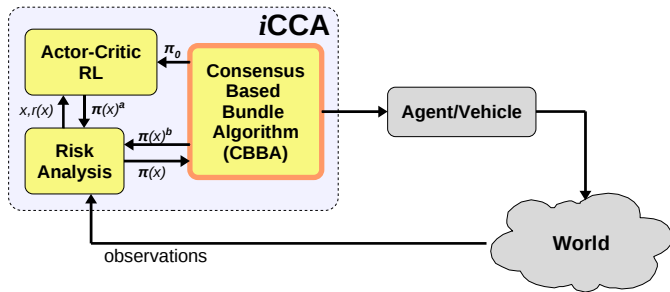 iCCA
Actor-Critic
RL
π₀
Consensus
Based
Bundle
Algorithm
(CBBA)
Agent/Vehicle
x,r(x)
π(x)ᵃ
π(x)ᵇ
Risk
Analysis
π(x)
World
observations